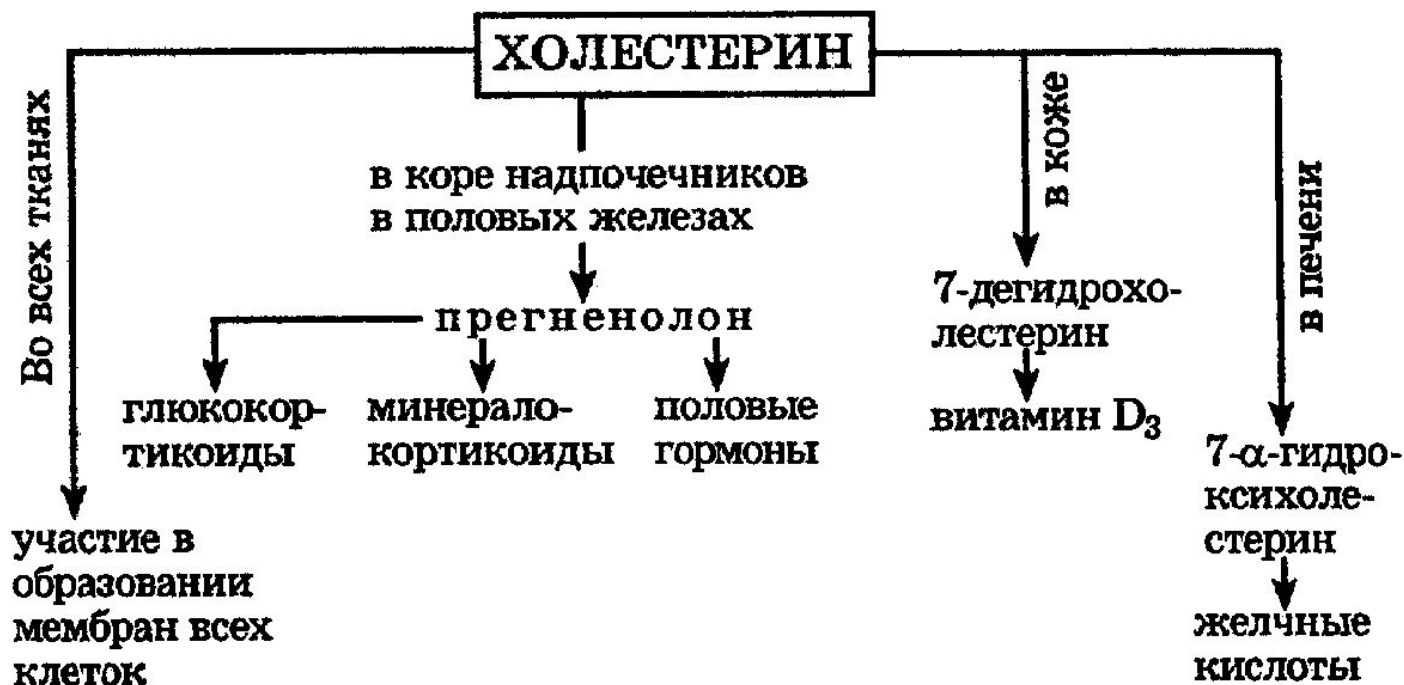 ХОЛЕСТЕРИН
Во всех тканях
в коре надпочечников
в половых железах
прегненолон
глюкокор-
тикоиды
минерало-
кортикоиды
половые
гормоны
в коже
7-дегидрохо-
лестерин
витамин D₃
в печени
7-α-гидро-
ксихоле-
стерин
желчные
кислоты
участие в
образовании
мембран всех
клеток